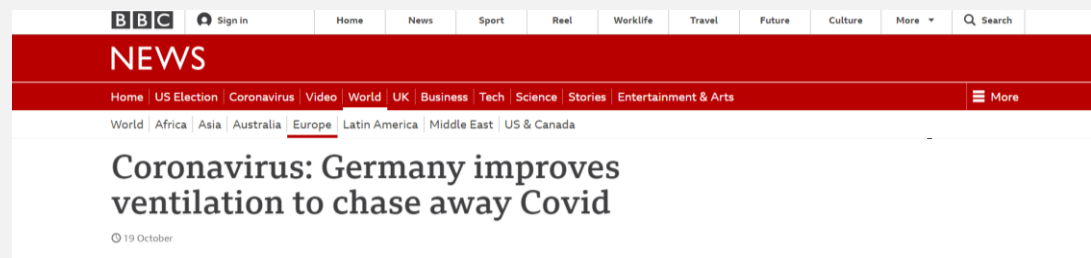 BBC Sign in Home News Sport Reel Worklife Travel Future Culture More Search
NEWS
Home US Election Coronavirus Video World UK Business Tech Science Stories Entertainment & Arts More
World Africa Asia Australia Europe Latin America Middle East US & Canada
Coronavirus: Germany improves
ventilation to chase away Covid
19 October